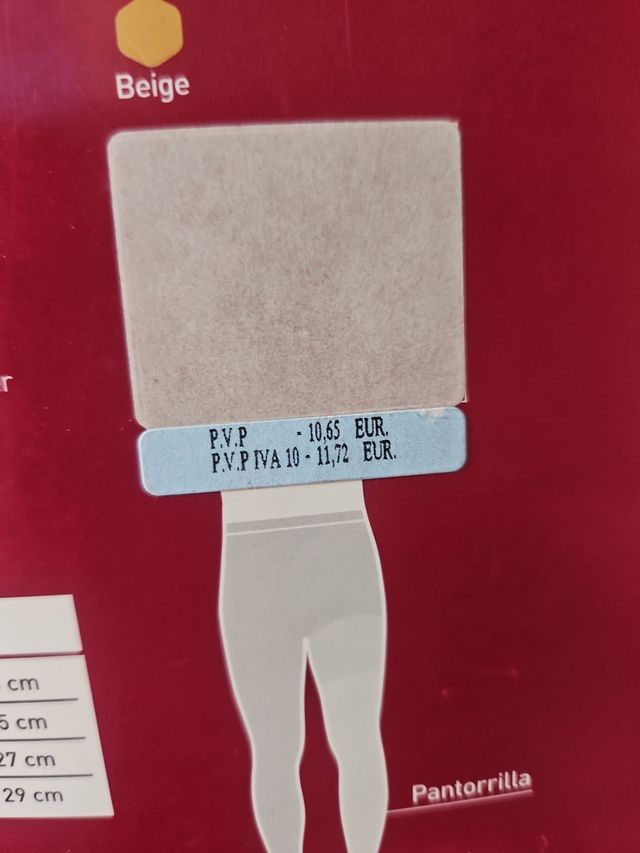 Beige
P.V.P - 10,65 EUR.
P.V.P IVA 10 - 11,72 EUR.
cm
5 cm
27 cm
29 cm
Pantorrilla